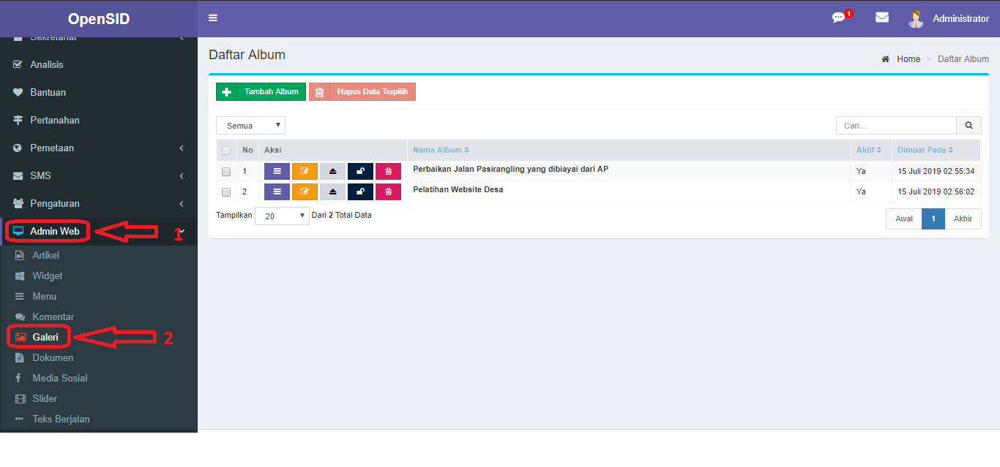 OpenSID
1
Administrator
Sekretariat
Analisis
Bantuan
Pertanahan
Pemetaan
SMS
Pengaturan
Admin Web
1
Artikel
Widget
Menu
Komentar
Galeri
2
Dokumen
Media Sosial
Slider
Teks Berjalan
Daftar Album
Home > Daftar Album
Tambah Album Hapus Data Terpilih
Semua
Cari...
No Aksi Nama Album Aktif Dimuat Pada
1 Perbaikan Jalan Pasirangling yang dibiayai dari AP Ya 15 Juli 2019 02:55:34
2 Pelatihan Website Desa Ya 15 Juli 2019 02:56:02
Tampilkan 20 Dari 2 Total Data
Awal 1 Akhir